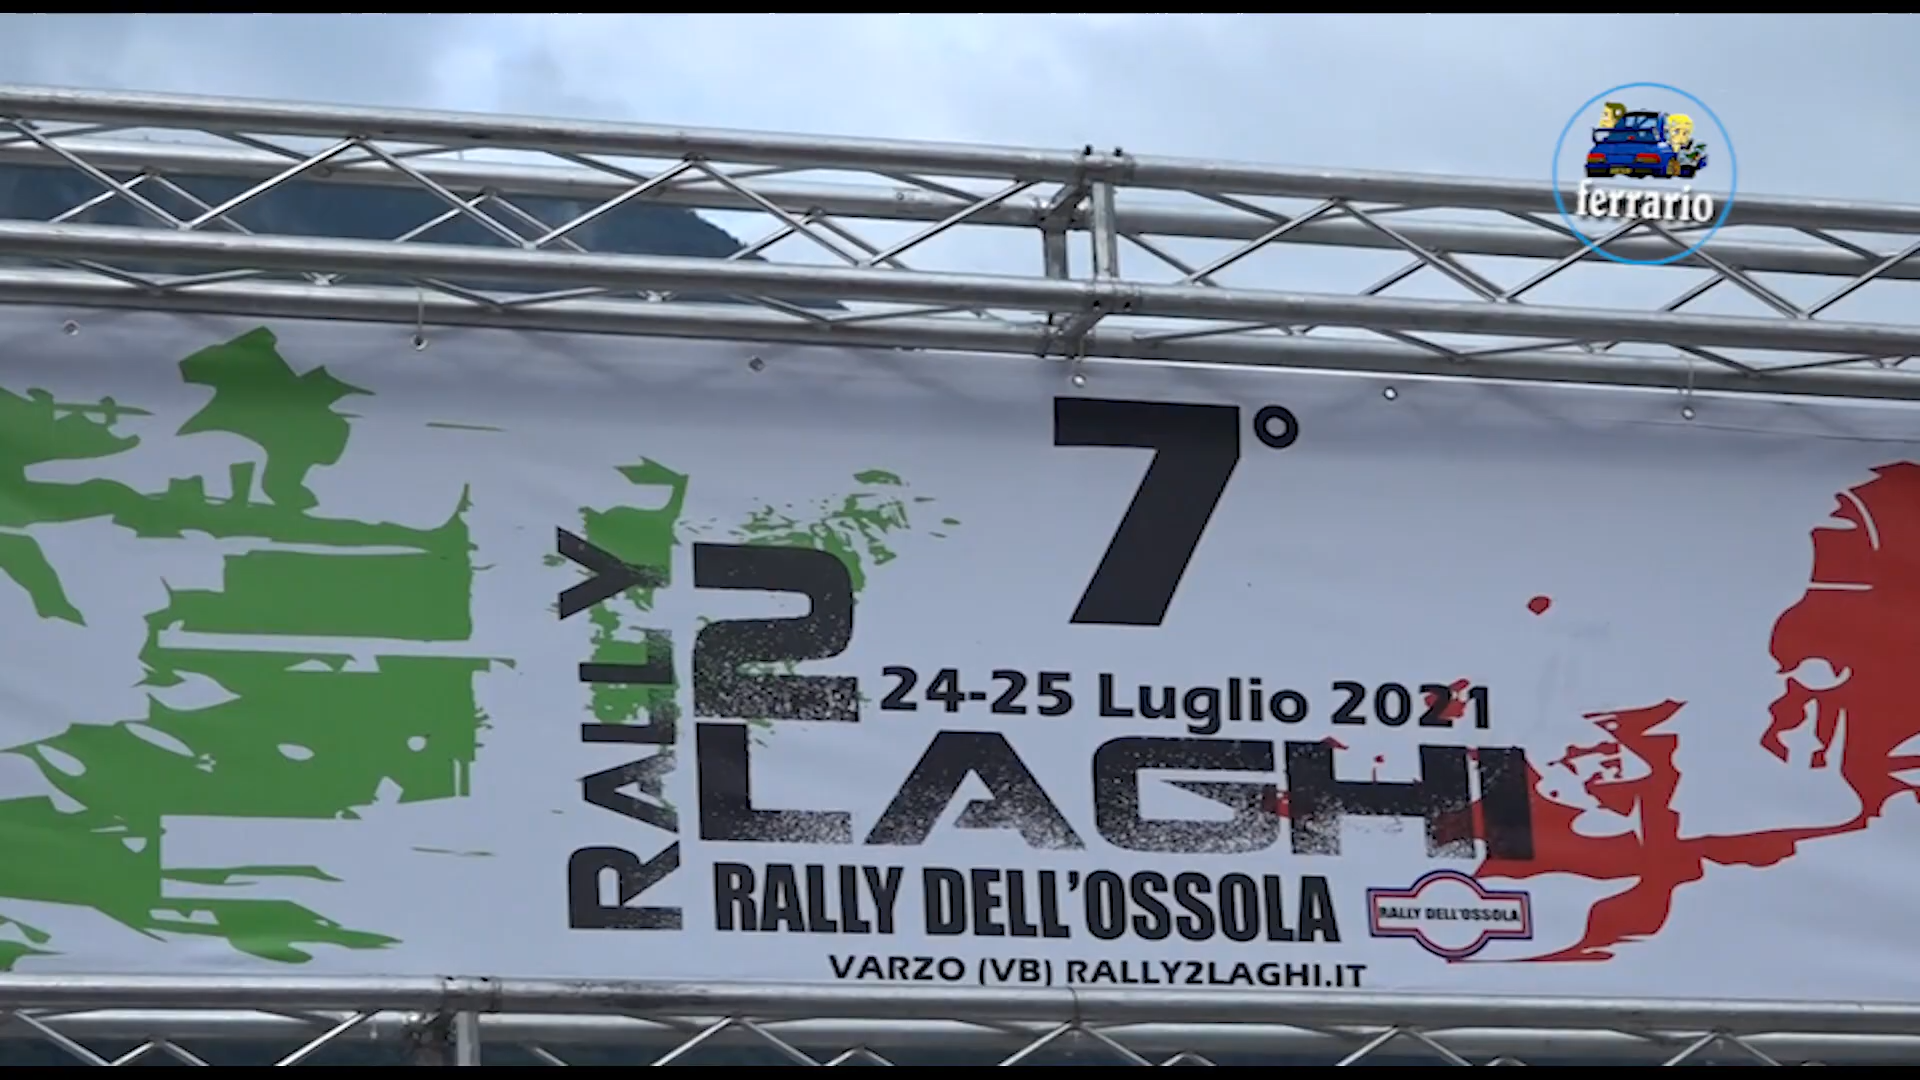 ferrario
7°
RALLY
2
24-25 Luglio 2021
LAGHI
RALLY DELL'OSSOLA
RALLY DELL'OSSOLA
VARZO (VB) RALLY2LAGHI.IT